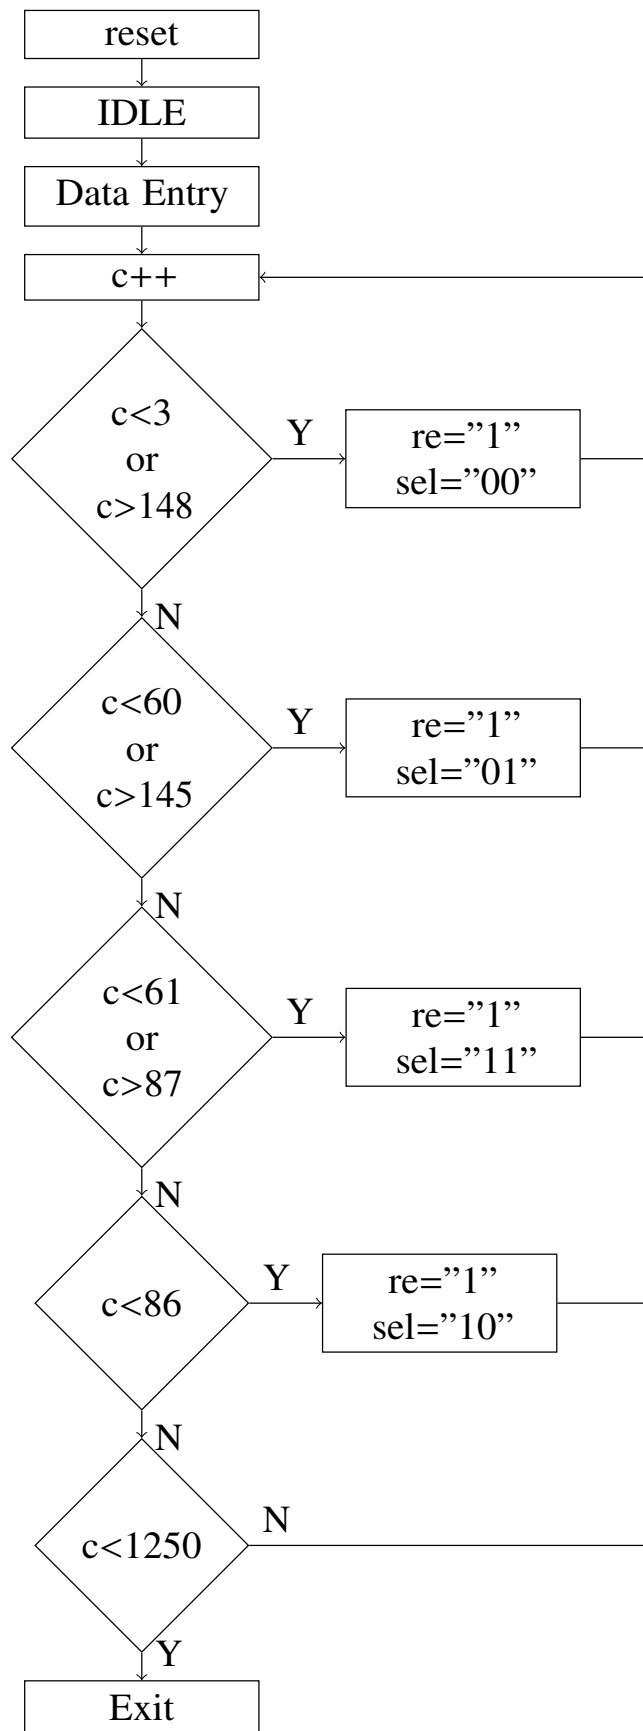 reset
IDLE
Data Entry
c++
c<3
or
c>148
Y
re=”1”
sel=”00”
N
c<60
or
c>145
Y
re=”1”
sel=”01”
N
c<61
or
c>87
Y
re=”1”
sel=”11”
N
c<86
Y
re=”1”
sel=”10”
N
c<1250
N
Y
Exit